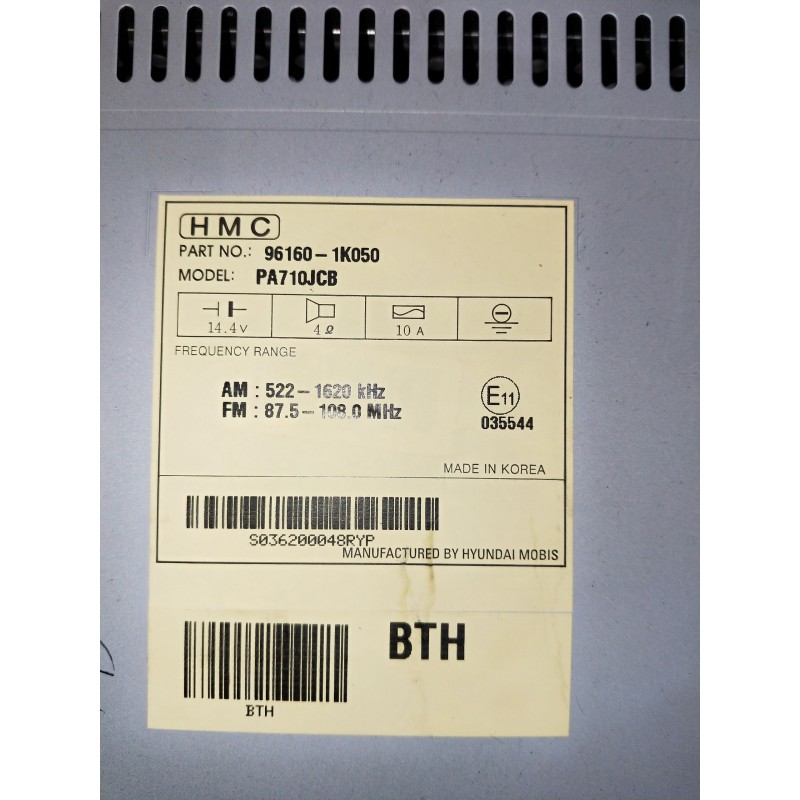 HMC
PART NO.: 96160-1K050
MODEL: PA710JCB
14.4V 4Ω 10 A
FREQUENCY RANGE
AM : 522-1620 kHz
FM : 87.5-108.0 MHz
E11
035544
MADE IN KOREA
S036200048RYP
MANUFACTURED BY HYUNDAI MOBIS
BTH
BTH